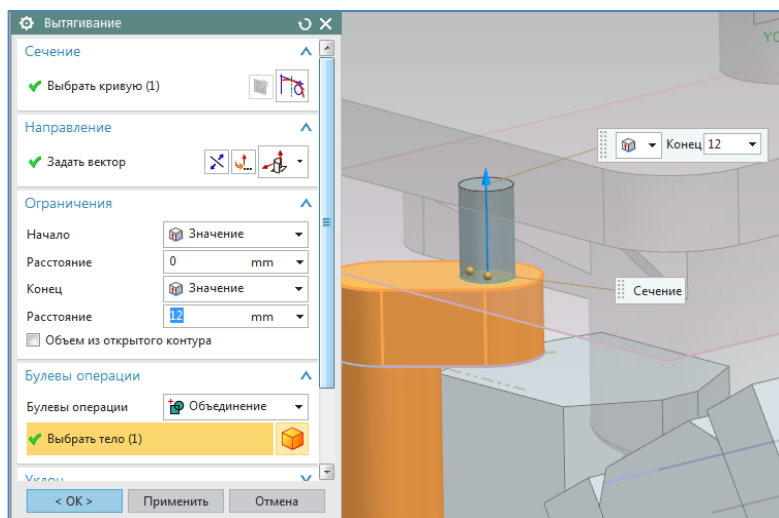 Вытягивание
Сечение
Выбрать кривую (1)
Направление
Задать вектор
Ограничения
Начало Значение
Расстояние 0 mm
Конец Значение
Расстояние 12 mm
Объем из открытого контура
Булевы операции
Булевы операции Объединение
Выбрать тело (1)
Уклон
< OK > Применить Отмена
YC
Конец 12
Сечение